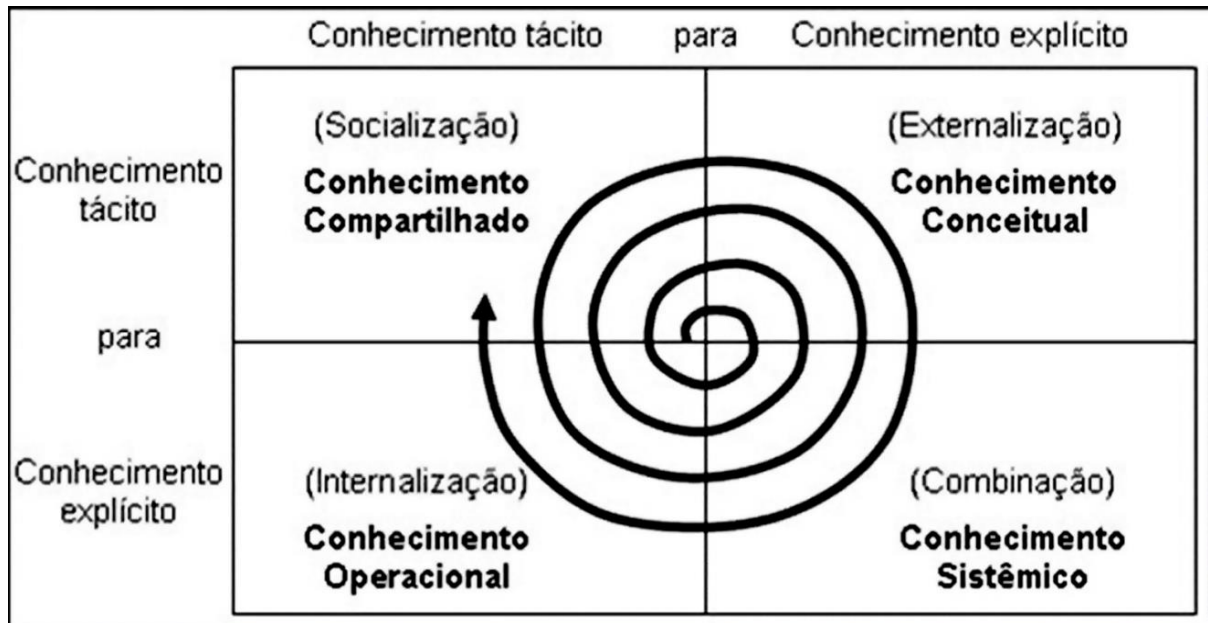 Conhecimento tácito para Conhecimento explícito
(Socialização)
Conhecimento
Compartilhado
(Externalização)
Conhecimento
Conceitual
Conhecimento
tácito
para
Conhecimento
explícito
(Internalização)
Conhecimento
Operacional
(Combinação)
Conhecimento
Sistêmico